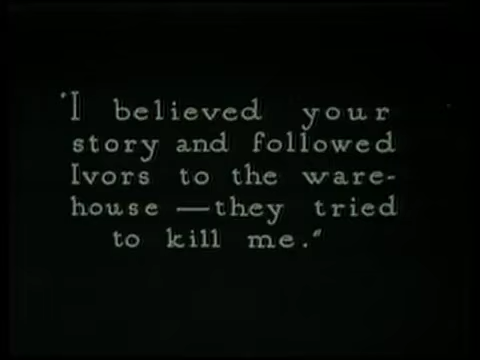 "I believed your
story and followed
Ivors to the ware-
house —they tried
to kill me."